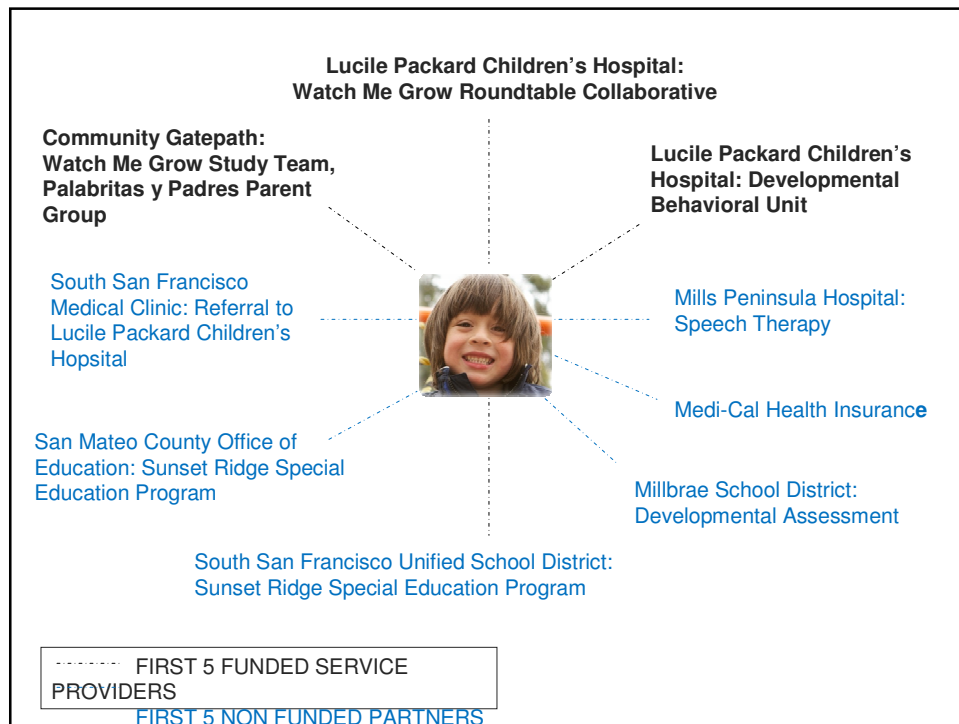 Lucile Packard Children's Hospital:
Watch Me Grow Roundtable Collaborative
Community Gatepath:
Watch Me Grow Study Team,
Palabritas y Padres Parent
Group
Lucile Packard Children's
Hospital: Developmental
Behavioral Unit
South San Francisco
Medical Clinic: Referral to
Lucile Packard Children's
Hopsital
Mills Peninsula Hospital:
Speech Therapy
Medi-Cal Health Insurance
San Mateo County Office of
Education: Sunset Ridge Special
Education Program
Millbrae School District:
Developmental Assessment
South San Francisco Unified School District:
Sunset Ridge Special Education Program
FIRST 5 FUNDED SERVICE
PROVIDERS
FIRST 5 NON FUNDED PARTNERS